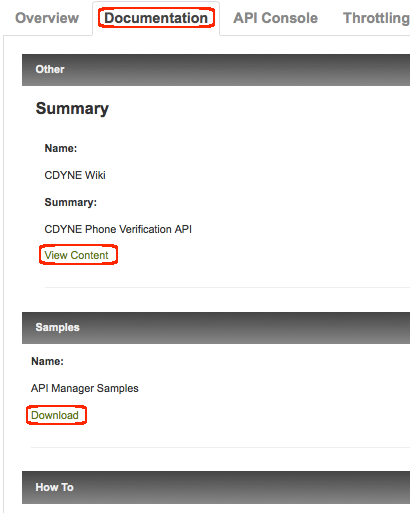 Overview Documentation API Console Throttling
Other
Summary
Name:
CDYNE Wiki
Summary:
CDYNE Phone Verification API
View Content
Samples
Name:
API Manager Samples
Download
How To